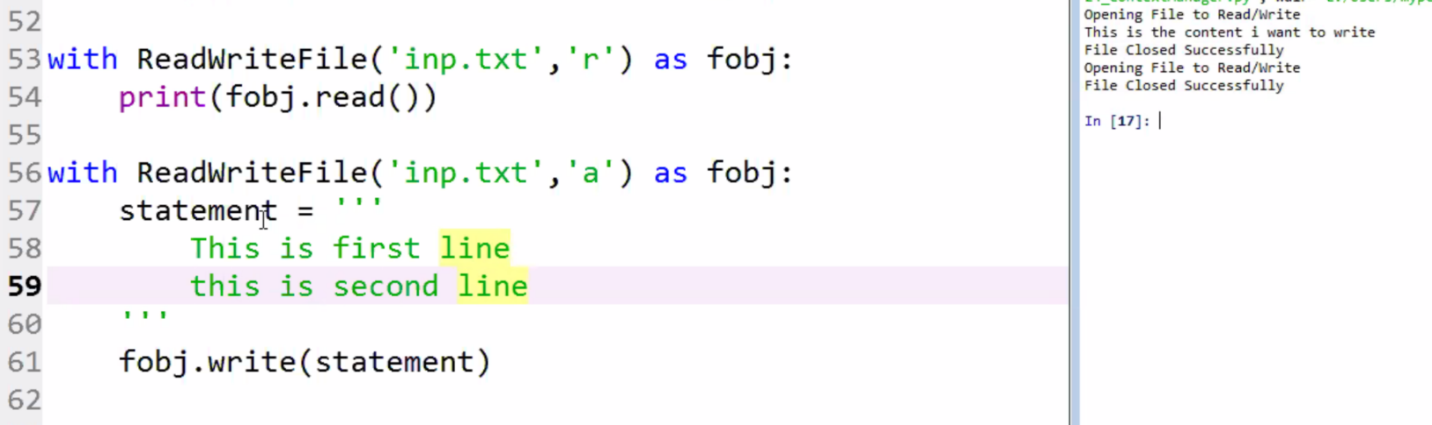 52
53 with ReadWriteFile('inp.txt','r') as fobj:
54     print(fobj.read())
55
56 with ReadWriteFile('inp.txt','a') as fobj:
57     statement = '''
58         This is first line
59         this is second line
60     '''
61     fobj.write(statement)
62
Opening File to Read/Write
This is the content i want to write
File Closed Successfully
Opening File to Read/Write
File Closed Successfully
In [17]: